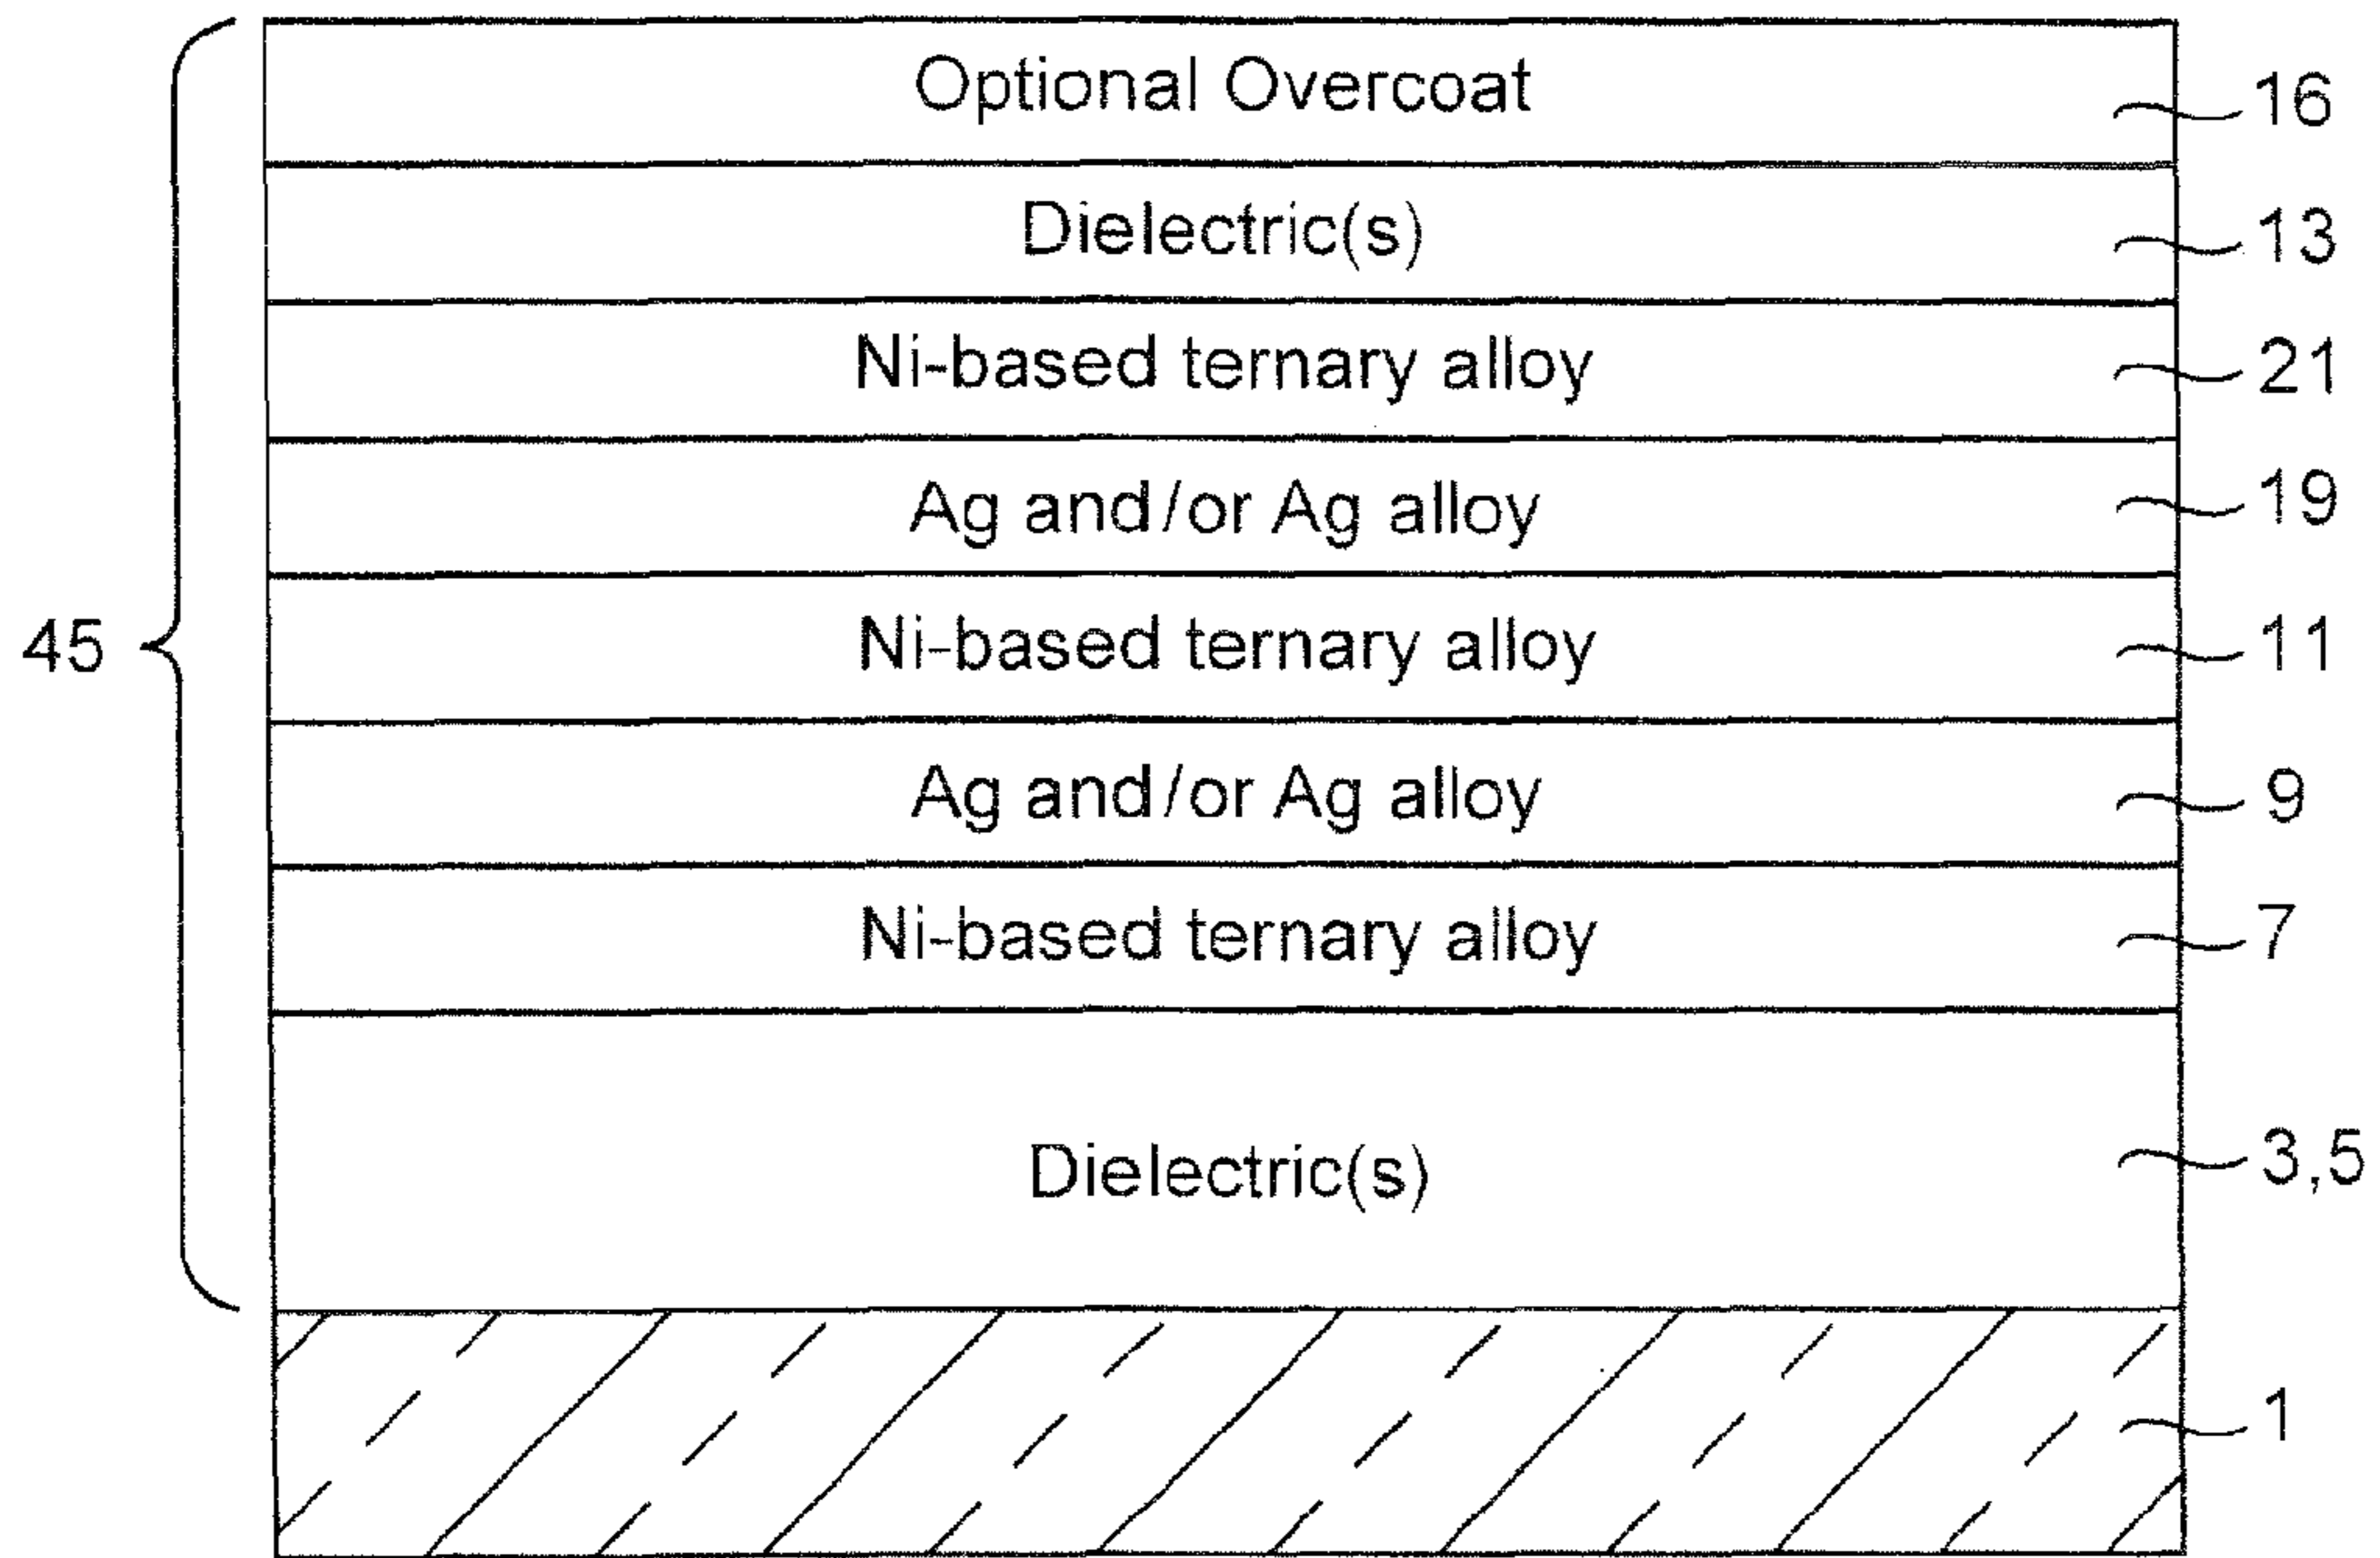 Optional Overcoat 16
Dielectric(s) 13
Ni-based ternary alloy 21
Ag and/or Ag alloy 19
45 Ni-based ternary alloy 11
Ag and/or Ag alloy 9
Ni-based ternary alloy 7
Dielectric(s) 3,5
1